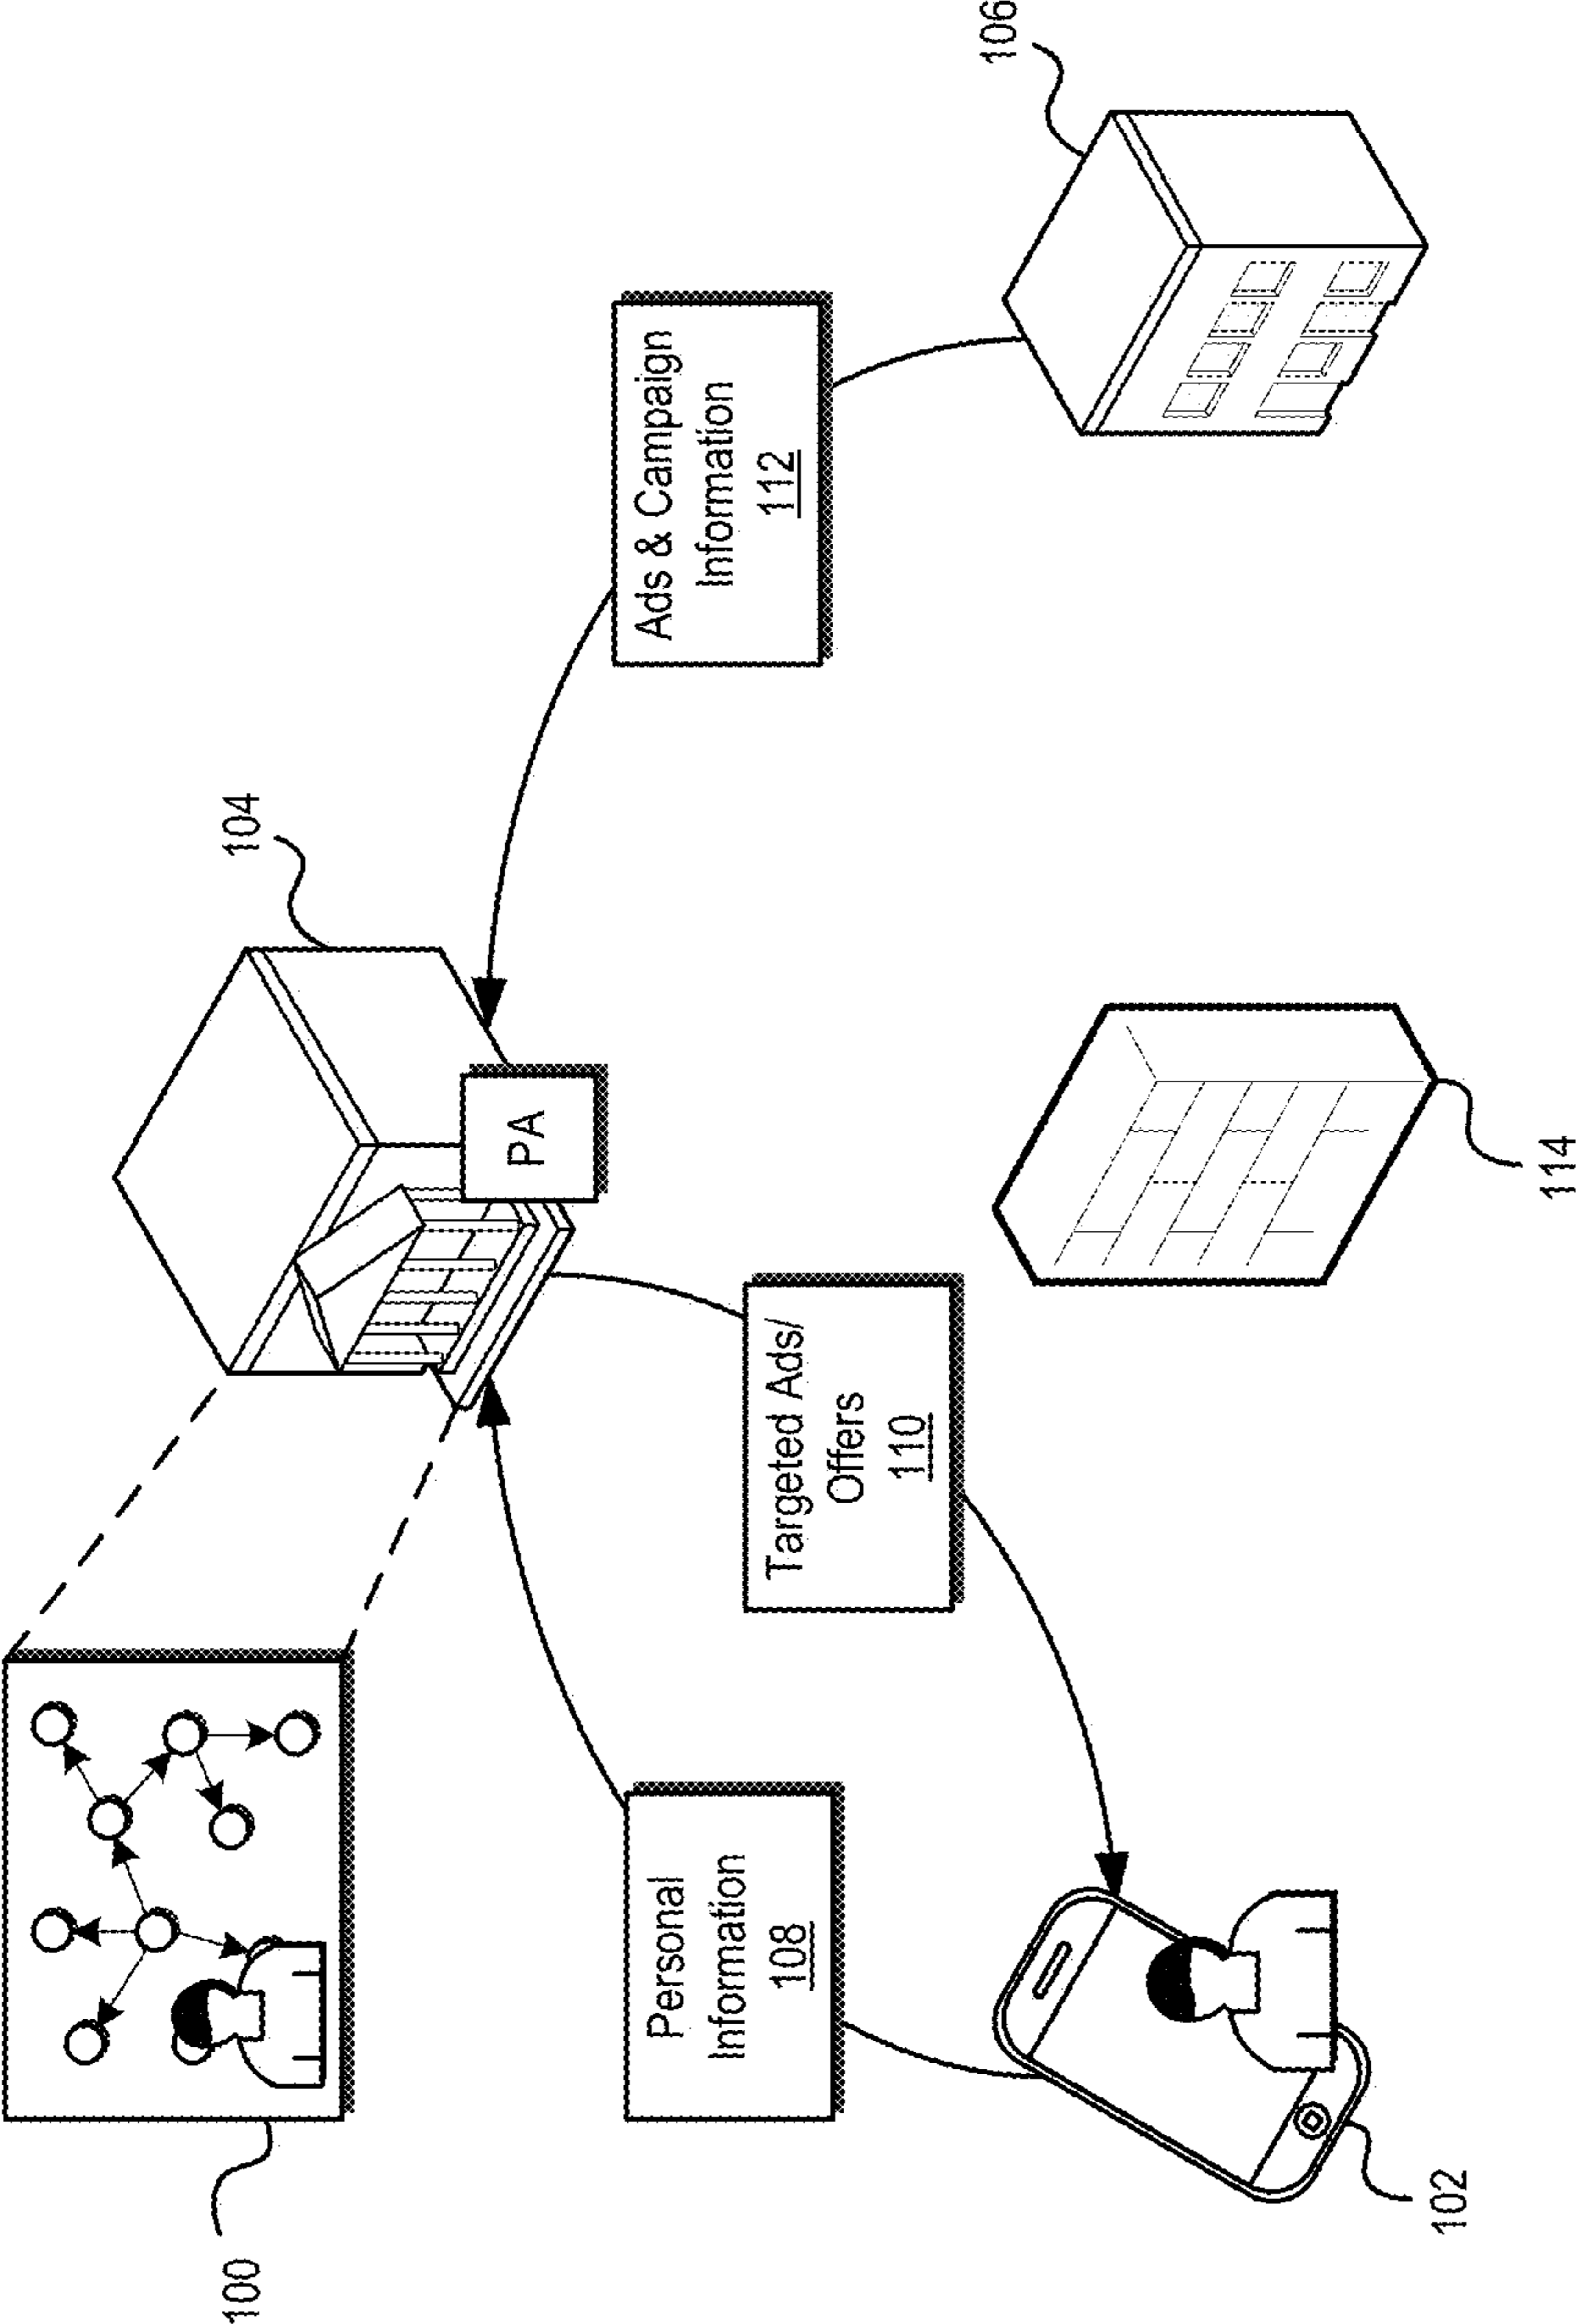 100
104
PA
106
Personal
Information
108
Targeted Ads/
Offers
110
Ads & Campaign
Information
112
102
114